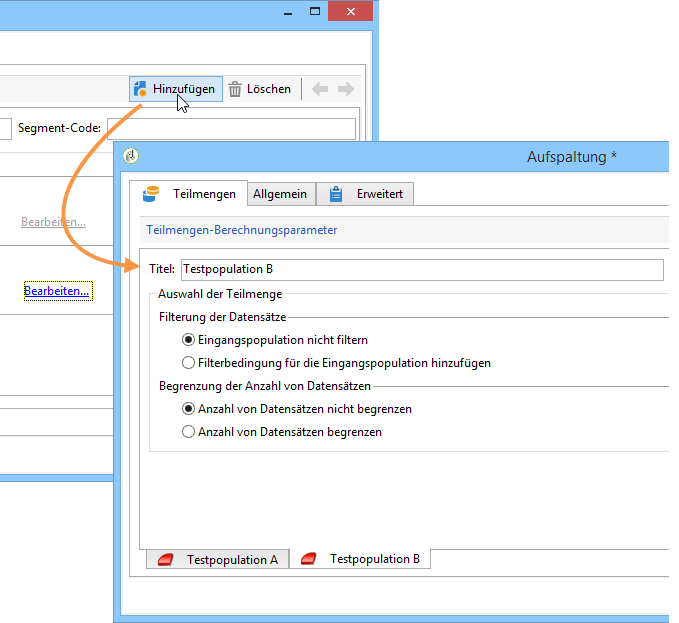 Hinzufügen
Löschen
Segment-Code:
Bearbeiten...
Bearbeiten...
Aufspaltung *
Teilmengen
Allgemein
Erweitert
Teilmengen-Berechnungsparameter
Titel:
Testpopulation B
Auswahl der Teilmenge
Filterung der Datensätze
Eingangspopulation nicht filtern
Filterbedingung für die Eingangspopulation hinzufügen
Begrenzung der Anzahl von Datensätzen
Anzahl von Datensätzen nicht begrenzen
Anzahl von Datensätzen begrenzen
Testpopulation A
Testpopulation B